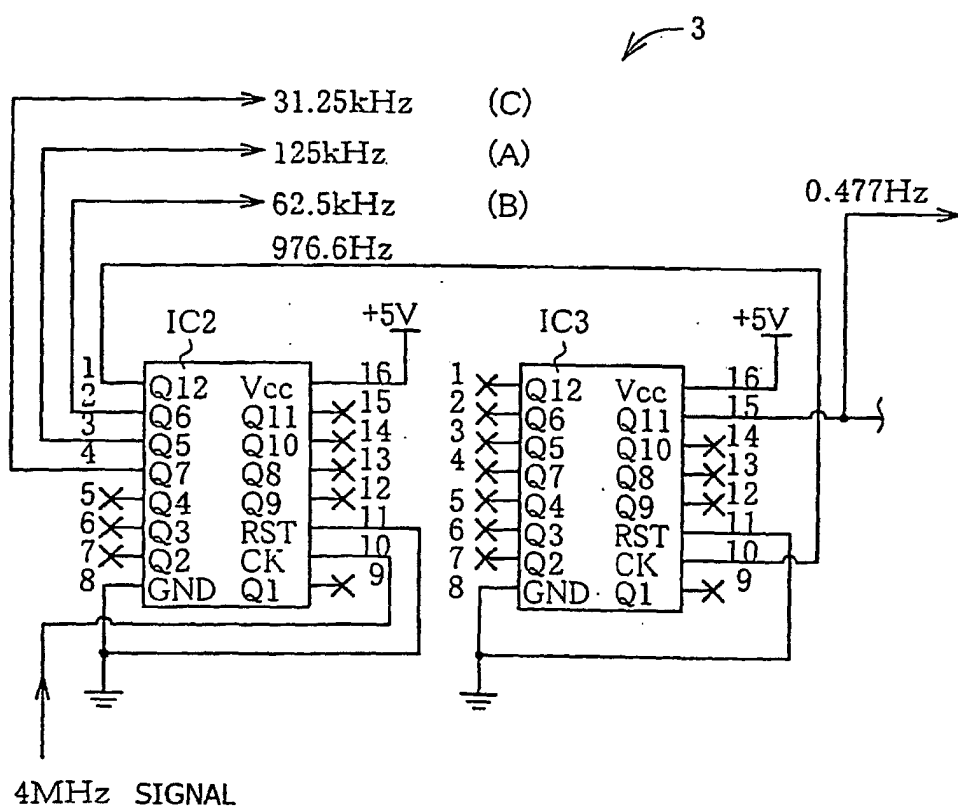 3
31.25kHz (C)
125kHz (A)
62.5kHz (B)
976.6Hz
0.477Hz
IC2
+5V
1 Q12 Vcc 16
2 Q6 Q11 15
3 Q5 Q10 14
4 Q7 Q8 13
5 Q4 Q9 12
6 Q3 RST 11
7 Q2 CK 10
8 GND Q1 9
IC3
+5V
1 Q12 Vcc 16
2 Q6 Q11 15
3 Q5 Q10 14
4 Q7 Q8 13
5 Q4 Q9 12
6 Q3 RST 11
7 Q2 CK 10
8 GND Q1 9
4MHz SIGNAL